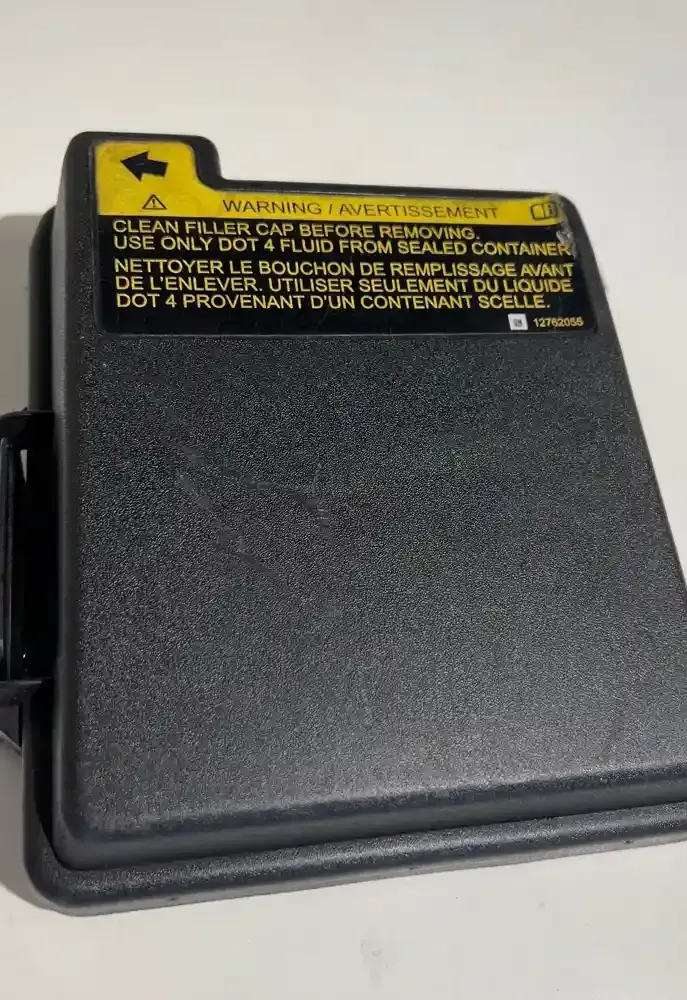 WARNING / AVERTISSEMENT
CLEAN FILLER CAP BEFORE REMOVING.
USE ONLY DOT 4 FLUID FROM SEALED CONTAINER
NETTOYER LE BOUCHON DE REMPLISSAGE AVANT
DE L'ENLEVER. UTILISER SEULEMENT DU LIQUIDE
DOT 4 PROVENANT D'UN CONTENANT SCELLE.
12762055